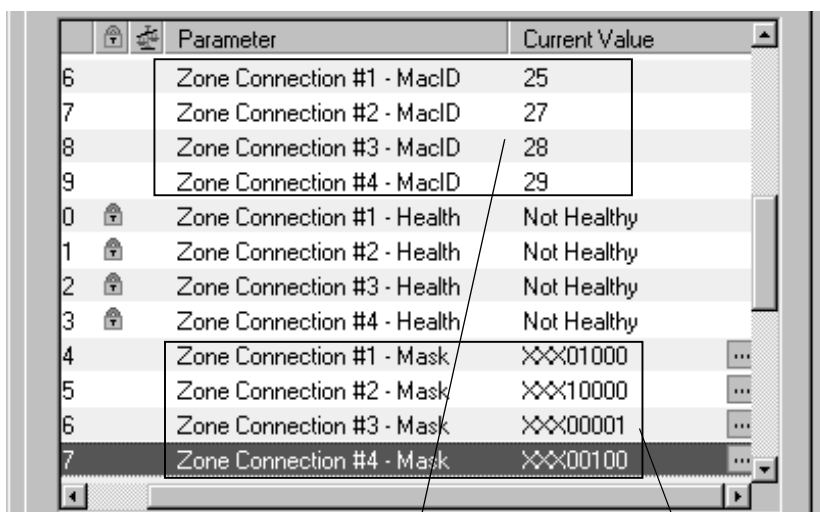 Parameter Current Value
6 Zone Connection #1 - MacID 25
7 Zone Connection #2 - MacID 27
8 Zone Connection #3 - MacID 28
9 Zone Connection #4 - MacID 29
0 Zone Connection #1 - Health Not Healthy
1 Zone Connection #2 - Health Not Healthy
2 Zone Connection #3 - Health Not Healthy
3 Zone Connection #4 - Health Not Healthy
4 Zone Connection #1 - Mask XXX01000 ...
5 Zone Connection #2 - Mask XXX10000 ...
6 Zone Connection #3 - Mask XXX00001 ...
7 Zone Connection #4 - Mask XXX00100 ...